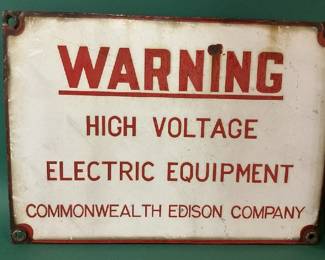 WARNING
HIGH VOLTAGE
ELECTRIC EQUIPMENT
COMMONWEALTH EDISON COMPANY